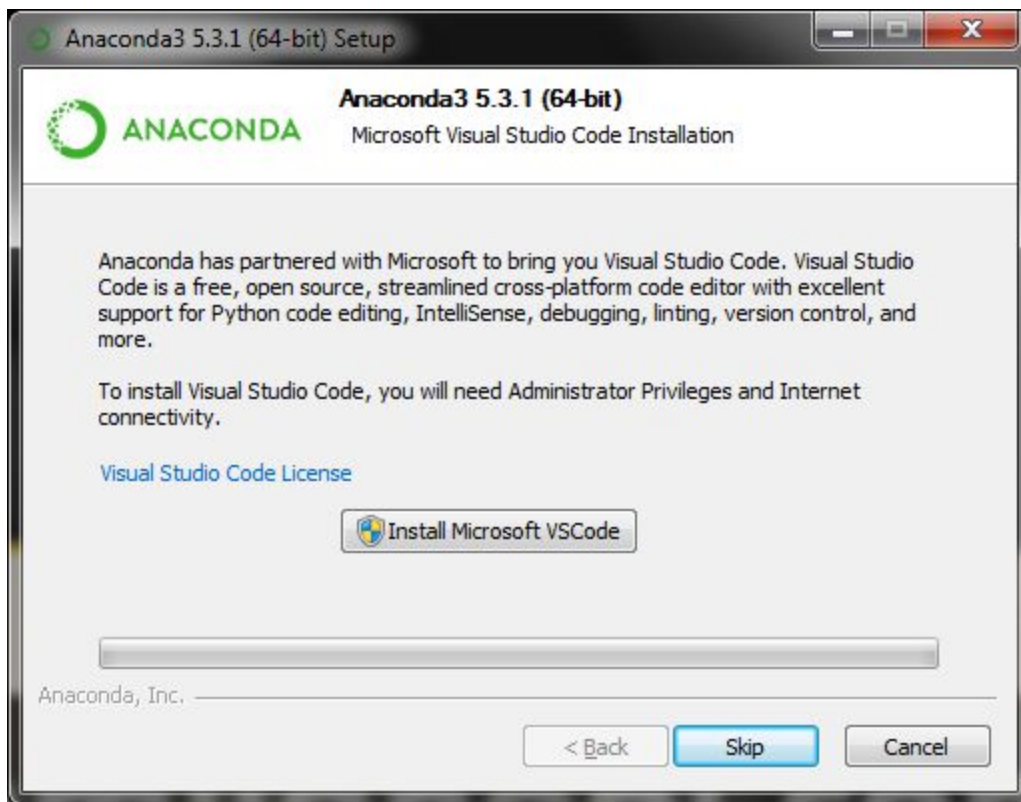 Anaconda3 5.3.1 (64-bit) Setup
ANACONDA
Anaconda3 5.3.1 (64-bit)
Microsoft Visual Studio Code Installation
Anaconda has partnered with Microsoft to bring you Visual Studio Code. Visual Studio
Code is a free, open source, streamlined cross-platform code editor with excellent
support for Python code editing, IntelliSense, debugging, linting, version control, and
more.
To install Visual Studio Code, you will need Administrator Privileges and Internet
connectivity.
Visual Studio Code License
Install Microsoft VSCode
Anaconda, Inc.
< Back
Skip
Cancel